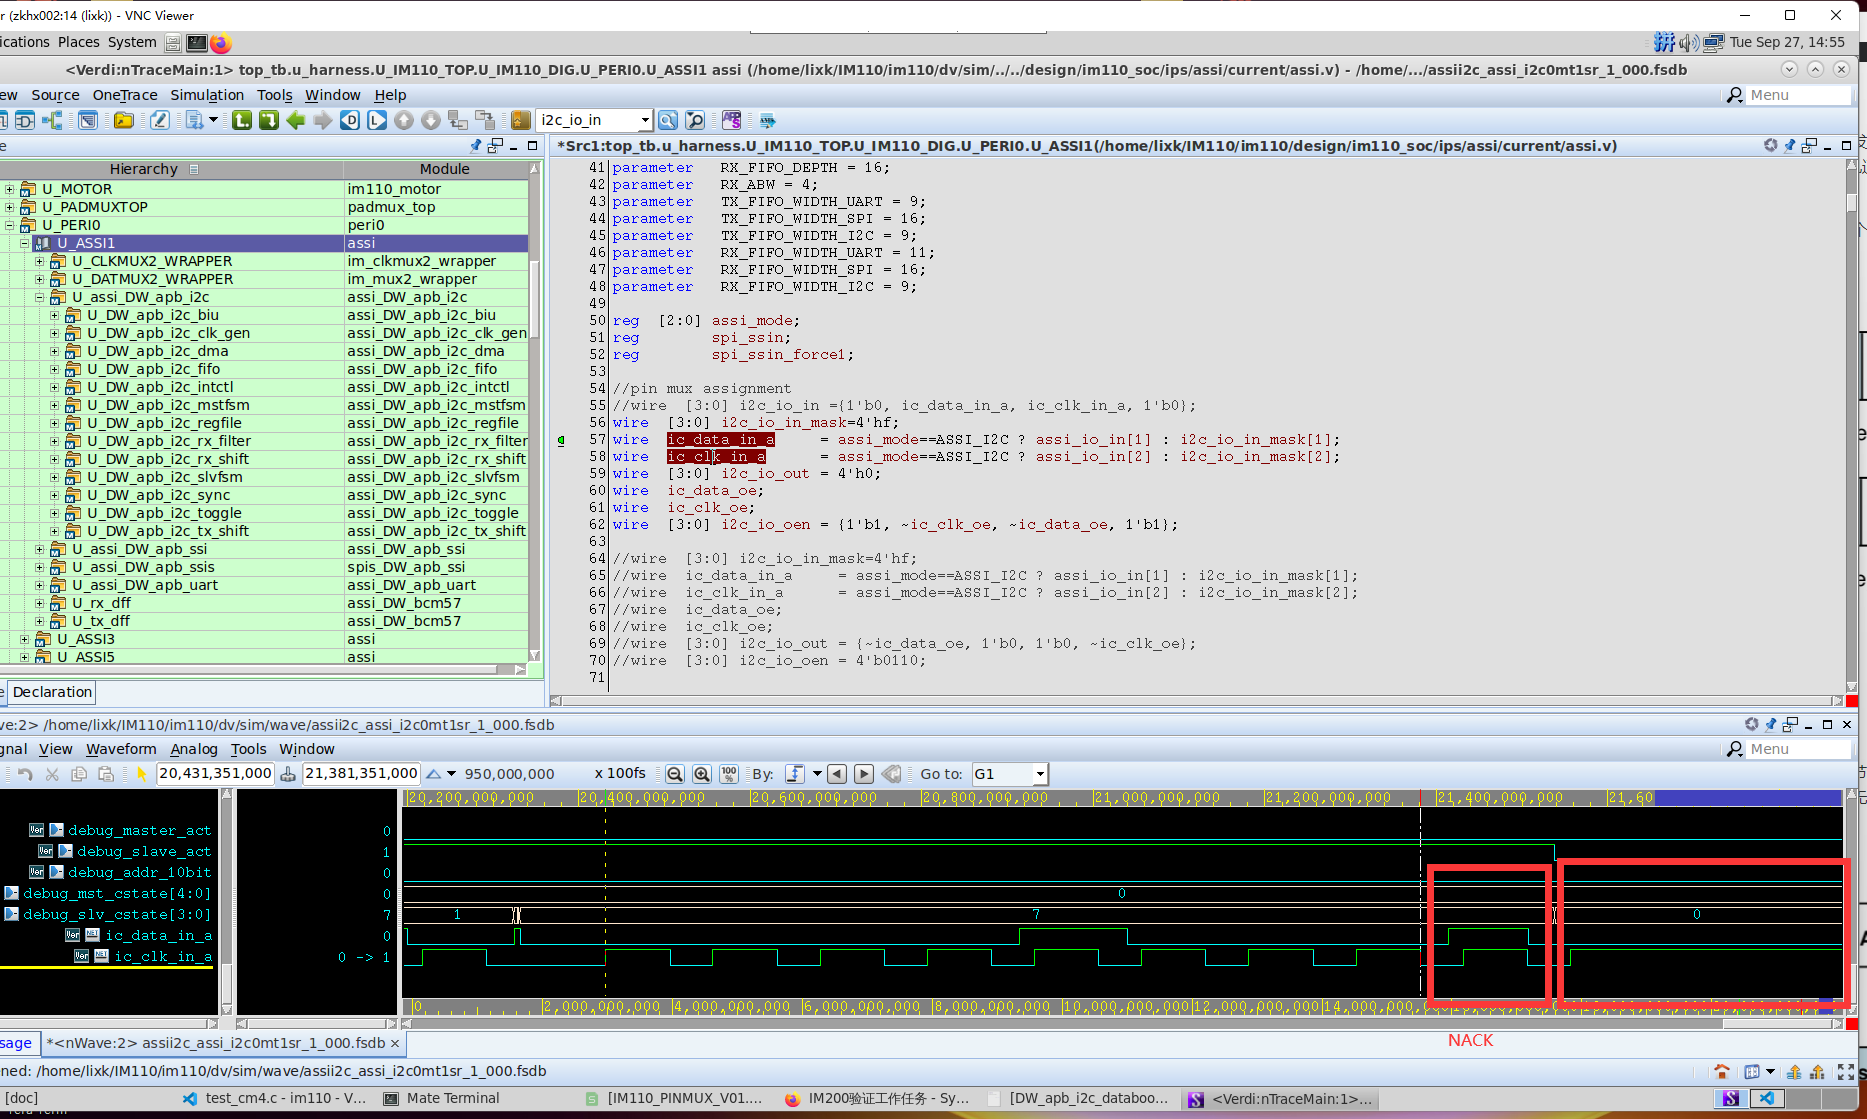 r (zkhx002:14 (lixk)) - VNC Viewer
cations Places System
Tue Sep 27, 14:55
<Verdi:nTraceMain:1> top_tb.u_harness.U_IM110_TOP.U_IM110_DIG.U_PERI0.U_ASSI1 assi (/home/lixk/IM110/im110/dv/sim/../../design/im110_soc/ips/assi/current/assi.v) - /home/.../assii2c_assi_i2c0mt1sr_1_000.fsdb
ew Source OneTrace Simulation Tools Window Help
Menu
i2c_io_in
e
*Src1:top_tb.u_harness.U_IM110_TOP.U_IM110_DIG.U_PERI0.U_ASSI1(/home/lixk/IM110/im110/design/im110_soc/ips/assi/current/assi.v)
Hierarchy Module
U_MOTOR im110_motor
U_PADMUXTOP padmux_top
U_PERI0 peri0
U_ASSI1 assi
U_CLKMUX2_WRAPPER im_clkmux2_wrapper
U_DATMUX2_WRAPPER im_mux2_wrapper
U_assi_DW_apb_i2c assi_DW_apb_i2c
U_DW_apb_i2c_biu assi_DW_apb_i2c_biu
U_DW_apb_i2c_clk_gen assi_DW_apb_i2c_clk_gen
U_DW_apb_i2c_dma assi_DW_apb_i2c_dma
U_DW_apb_i2c_fifo assi_DW_apb_i2c_fifo
U_DW_apb_i2c_intctl assi_DW_apb_i2c_intctl
U_DW_apb_i2c_mstfsm assi_DW_apb_i2c_mstfsm
U_DW_apb_i2c_regfile assi_DW_apb_i2c_regfile
U_DW_apb_i2c_rx_filter assi_DW_apb_i2c_rx_filter
U_DW_apb_i2c_rx_shift assi_DW_apb_i2c_rx_shift
U_DW_apb_i2c_slvfsm assi_DW_apb_i2c_slvfsm
U_DW_apb_i2c_sync assi_DW_apb_i2c_sync
U_DW_apb_i2c_toggle assi_DW_apb_i2c_toggle
U_DW_apb_i2c_tx_shift assi_DW_apb_i2c_tx_shift
U_assi_DW_apb_ssi assi_DW_apb_ssi
U_assi_DW_apb_ssis spis_DW_apb_ssi
U_assi_DW_apb_uart assi_DW_apb_uart
U_rx_dff assi_DW_bcm57
U_tx_dff assi_DW_bcm57
U_ASSI3 assi
U_ASSI5 assi
e Declaration
41 parameter RX_FIFO_DEPTH = 16;
42 parameter RX_ABW = 4;
43 parameter TX_FIFO_WIDTH_UART = 9;
44 parameter TX_FIFO_WIDTH_SPI = 16;
45 parameter TX_FIFO_WIDTH_I2C = 9;
46 parameter RX_FIFO_WIDTH_UART = 11;
47 parameter RX_FIFO_WIDTH_SPI = 16;
48 parameter RX_FIFO_WIDTH_I2C = 9;
49
50 reg [2:0] assi_mode;
51 reg spi_ssin;
52 reg spi_ssin_force1;
53
54 //pin mux assignment
55 //wire [3:0] i2c_io_in ={1'b0, ic_data_in_a, ic_clk_in_a, 1'b0};
56 wire [3:0] i2c_io_in_mask=4'hf;
57 wire ic_data_in_a = assi_mode==ASSI_I2C ? assi_io_in[1] : i2c_io_in_mask[1];
58 wire ic_clk_in_a = assi_mode==ASSI_I2C ? assi_io_in[2] : i2c_io_in_mask[2];
59 wire [3:0] i2c_io_out = 4'h0;
60 wire ic_data_oe;
61 wire ic_clk_oe;
62 wire [3:0] i2c_io_oen = {1'b1, ~ic_clk_oe, ~ic_data_oe, 1'b1};
63
64 //wire [3:0] i2c_io_in_mask=4'hf;
65 //wire ic_data_in_a = assi_mode==ASSI_I2C ? assi_io_in[1] : i2c_io_in_mask[1];
66 //wire ic_clk_in_a = assi_mode==ASSI_I2C ? assi_io_in[2] : i2c_io_in_mask[2];
67 //wire ic_data_oe;
68 //wire ic_clk_oe;
69 //wire [3:0] i2c_io_out = {~ic_data_oe, 1'b0, 1'b0, ~ic_clk_oe};
70 //wire [3:0] i2c_io_oen = 4'b0110;
71
ve:2> /home/lixk/IM110/im110/dv/sim/wave/assii2c_assi_i2c0mt1sr_1_000.fsdb
gnal View Waveform Analog Tools Window
Menu
20,431,351,000 21,381,351,000 950,000,000 x 100fs 100% By: Go to: G1
20,200,000,000 20,400,000,000 20,600,000,000 20,800,000,000 21,000,000,000 21,200,000,000 21,400,000,000 21,60
debug_master_act 0
debug_slave_act 1
debug_addr_10bit 0
debug_mst_cstate[4:0] 0 0
debug_slv_cstate[3:0] 7 1 7 0
ic_data_in_a 0
ic_clk_in_a 0 -> 1
0 2,000,000,000 4,000,000,000 6,000,000,000 8,000,000,000 10,000,000,000 12,000,000,000
NACK
sage *<nWave:2> assii2c_assi_i2c0mt1sr_1_000.fsdb ×
ned: /home/lixk/IM110/im110/dv/sim/wave/assii2c_assi_i2c0mt1sr_1_000.fsdb
[doc] test_cm4.c - im110 - V... Mate Terminal [IM110_PINMUX_V01.... IM200验证工作任务 - Sy... [DW_apb_i2c_databoo... <Verdi:nTraceMain:1>...